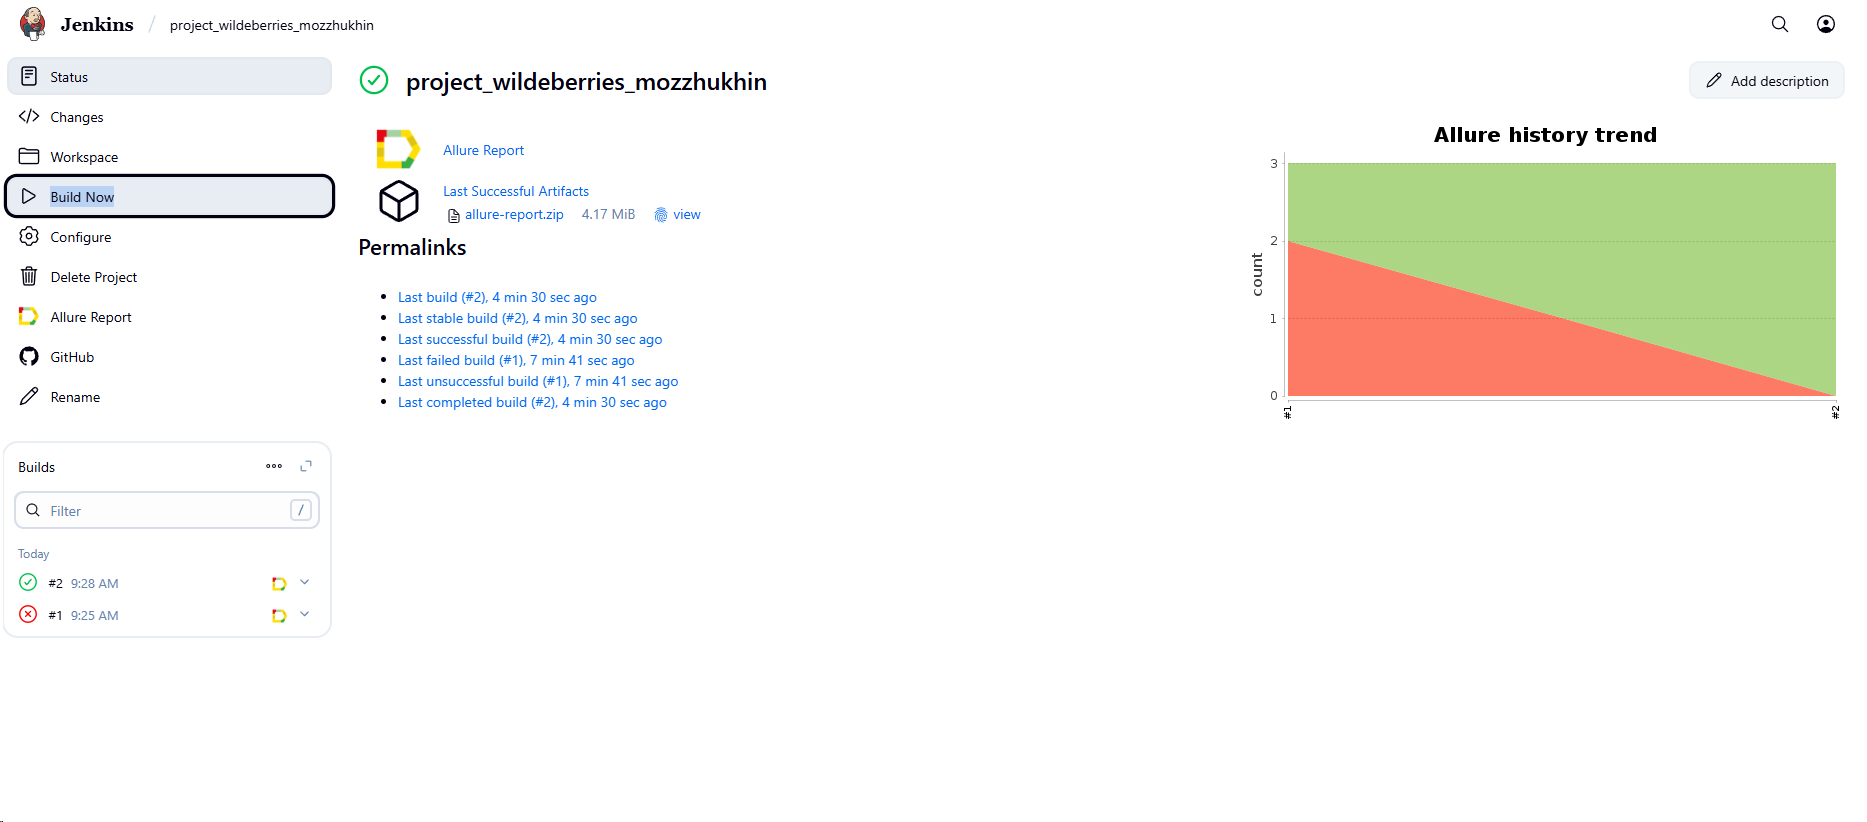 Jenkins / project_wildeberries_mozzhukhin
Status
Changes
Workspace
Build Now
Configure
Delete Project
Allure Report
GitHub
Rename
Builds
Filter /
Today
#2 9:28 AM
#1 9:25 AM
project_wildeberries_mozzhukhin
Add description
Allure Report
Last Successful Artifacts
allure-report.zip 4.17 MiB view
Permalinks
Last build (#2), 4 min 30 sec ago
Last stable build (#2), 4 min 30 sec ago
Last successful build (#2), 4 min 30 sec ago
Last failed build (#1), 7 min 41 sec ago
Last unsuccessful build (#1), 7 min 41 sec ago
Last completed build (#2), 4 min 30 sec ago
Allure history trend
count
3
2
1
0
#1
#2